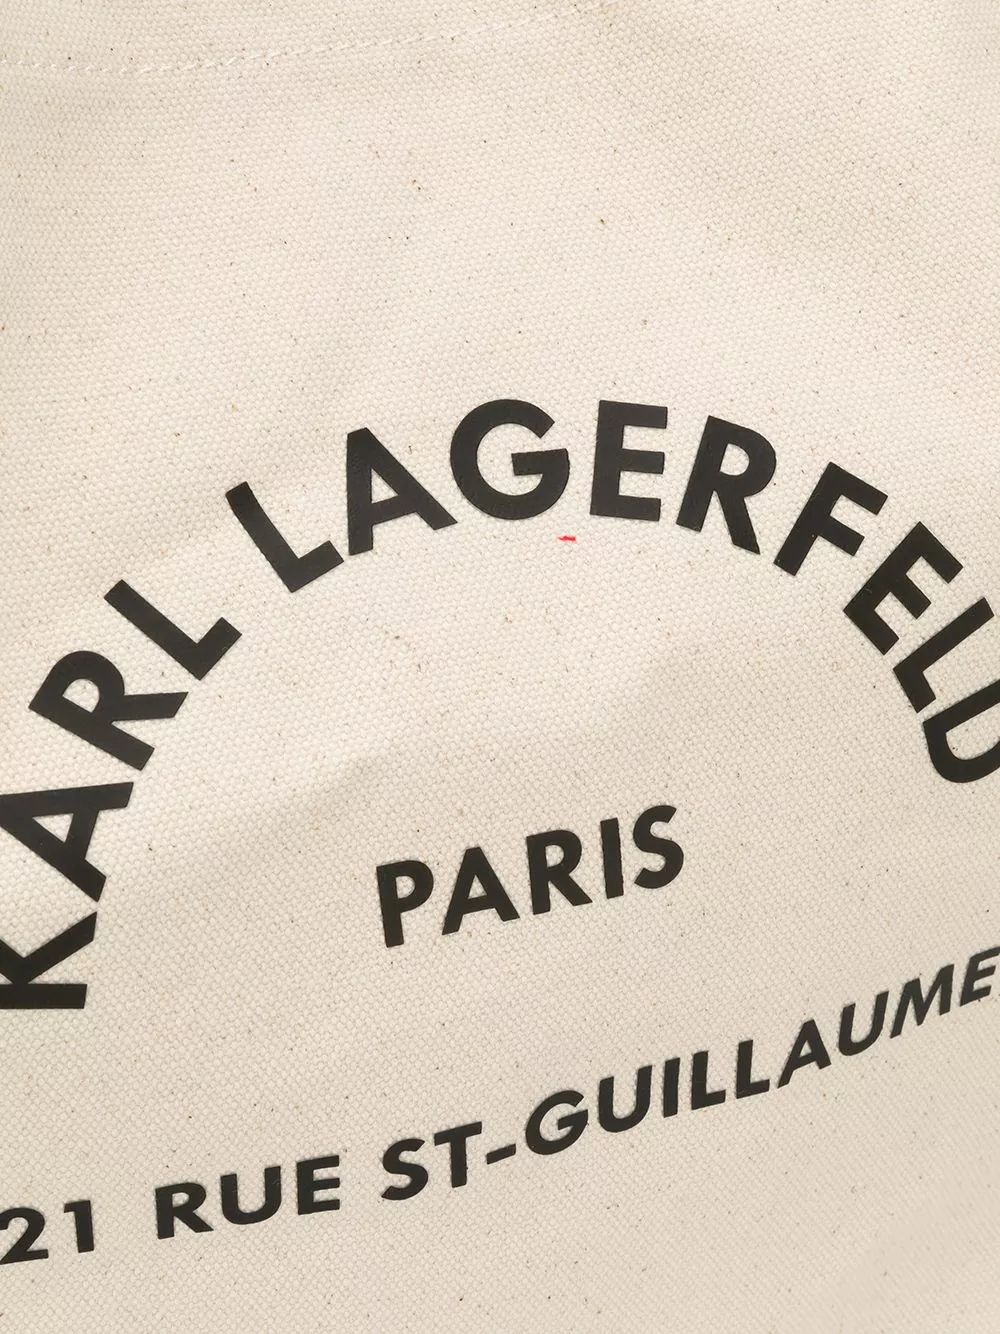 KARL LAGERFELD
PARIS
21 RUE ST-GUILLAUME